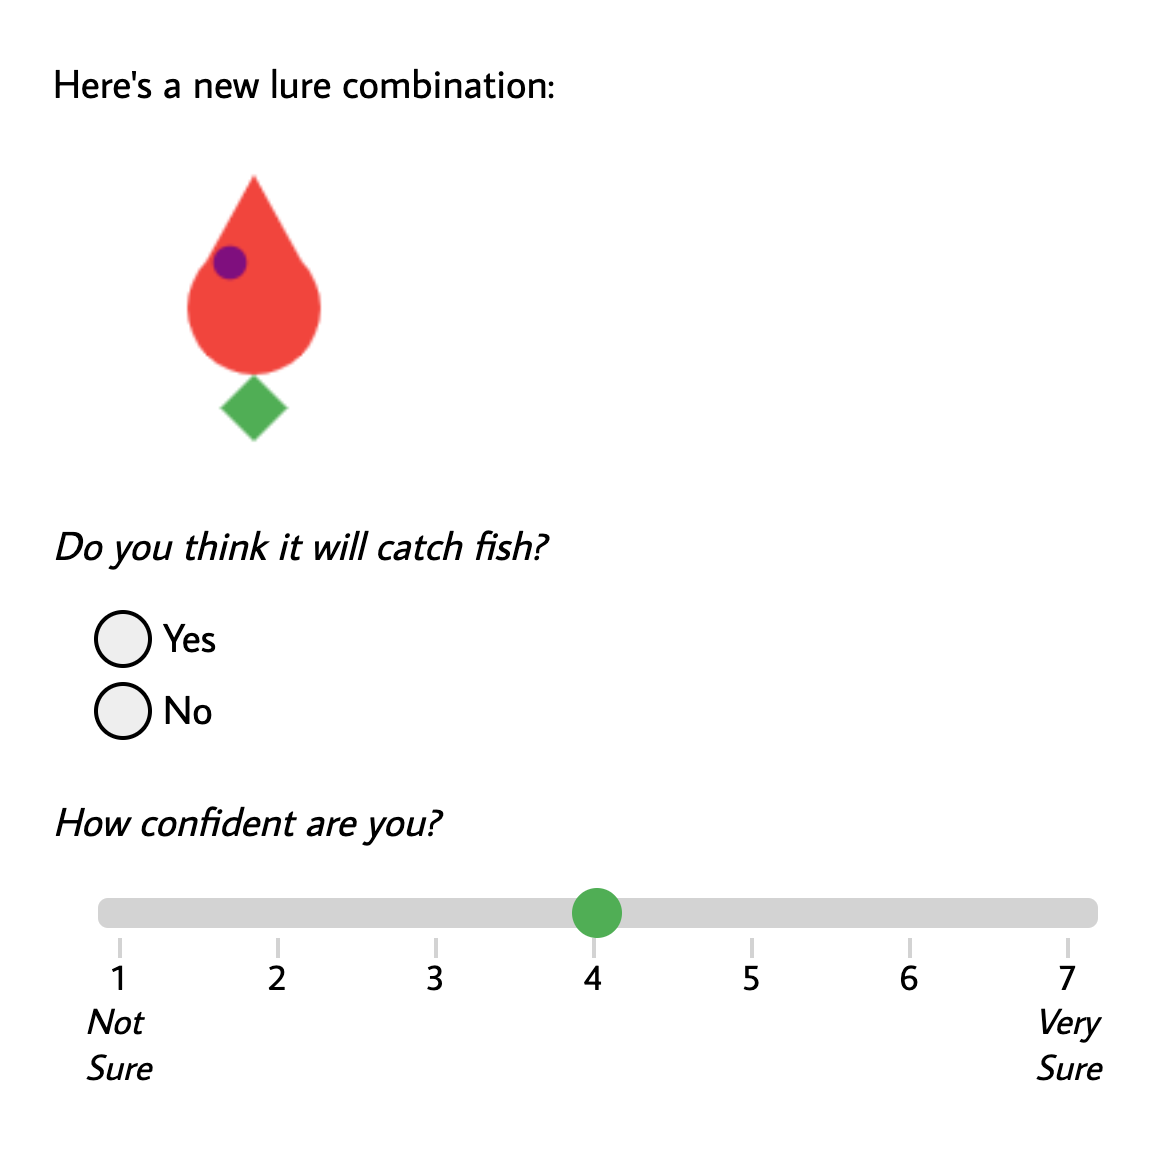 Here's a new lure combination:
Do you think it will catch fish?
Yes
No
How confident are you?
1 2 3 4 5 6 7
Not Very
Sure Sure